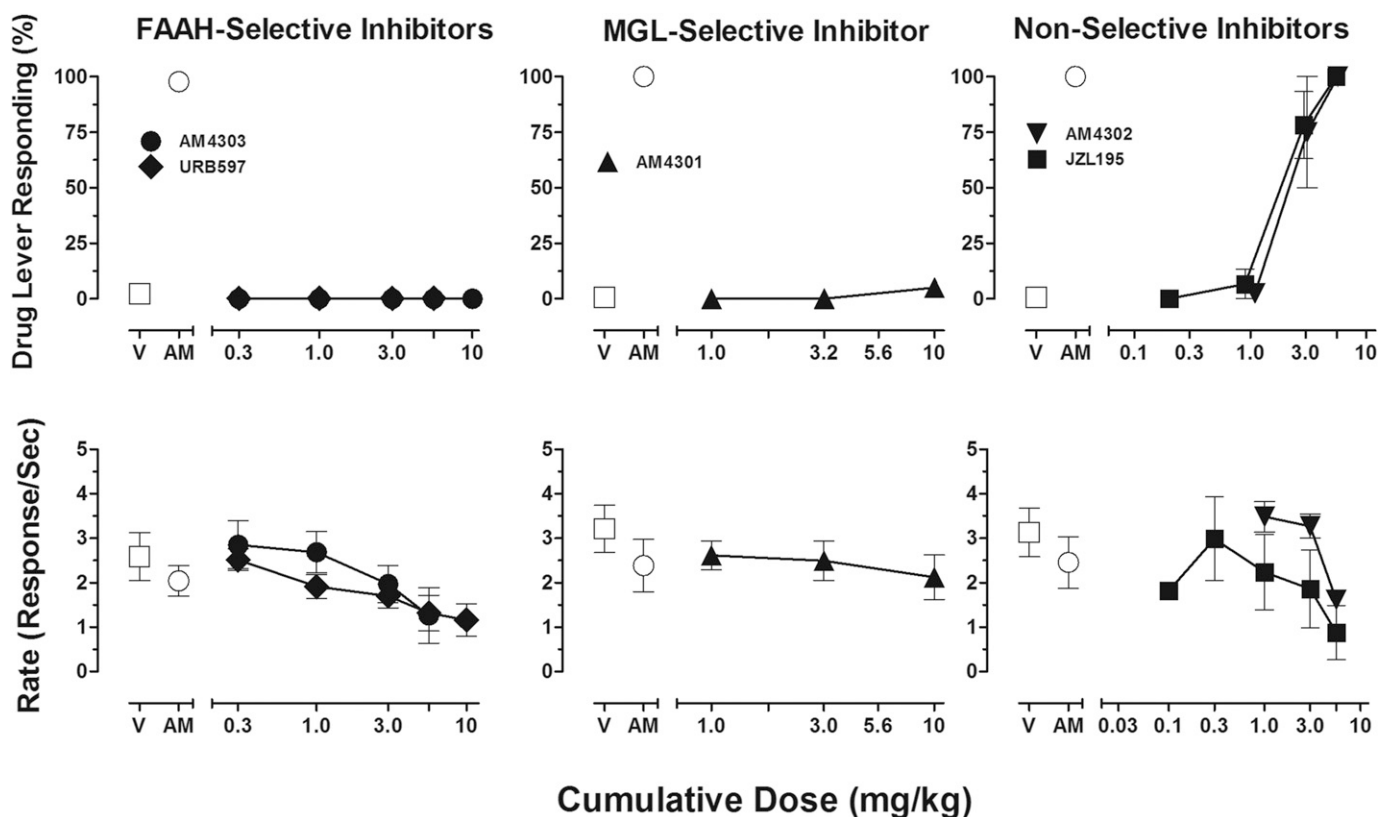 FAAH-Selective Inhibitors
MGL-Selective Inhibitor
Non-Selective Inhibitors
Drug Lever Responding (%)
100
75
50
25
0
AM4303
URB597
V AM 0.3 1.0 3.0 10
100
75
50
25
0
AM4301
V AM 1.0 3.2 5.6 10
100
75
50
25
0
AM4302
JZL195
V AM 0.1 0.3 1.0 3.0 10
Rate (Response/Sec)
5
4
3
2
1
0
V AM 0.3 1.0 3.0 10
5
4
3
2
1
0
V AM 1.0 3.0 5.6 10
5
4
3
2
1
0
V AM 0.03 0.1 0.3 1.0 3.0 10
Cumulative Dose (mg/kg)